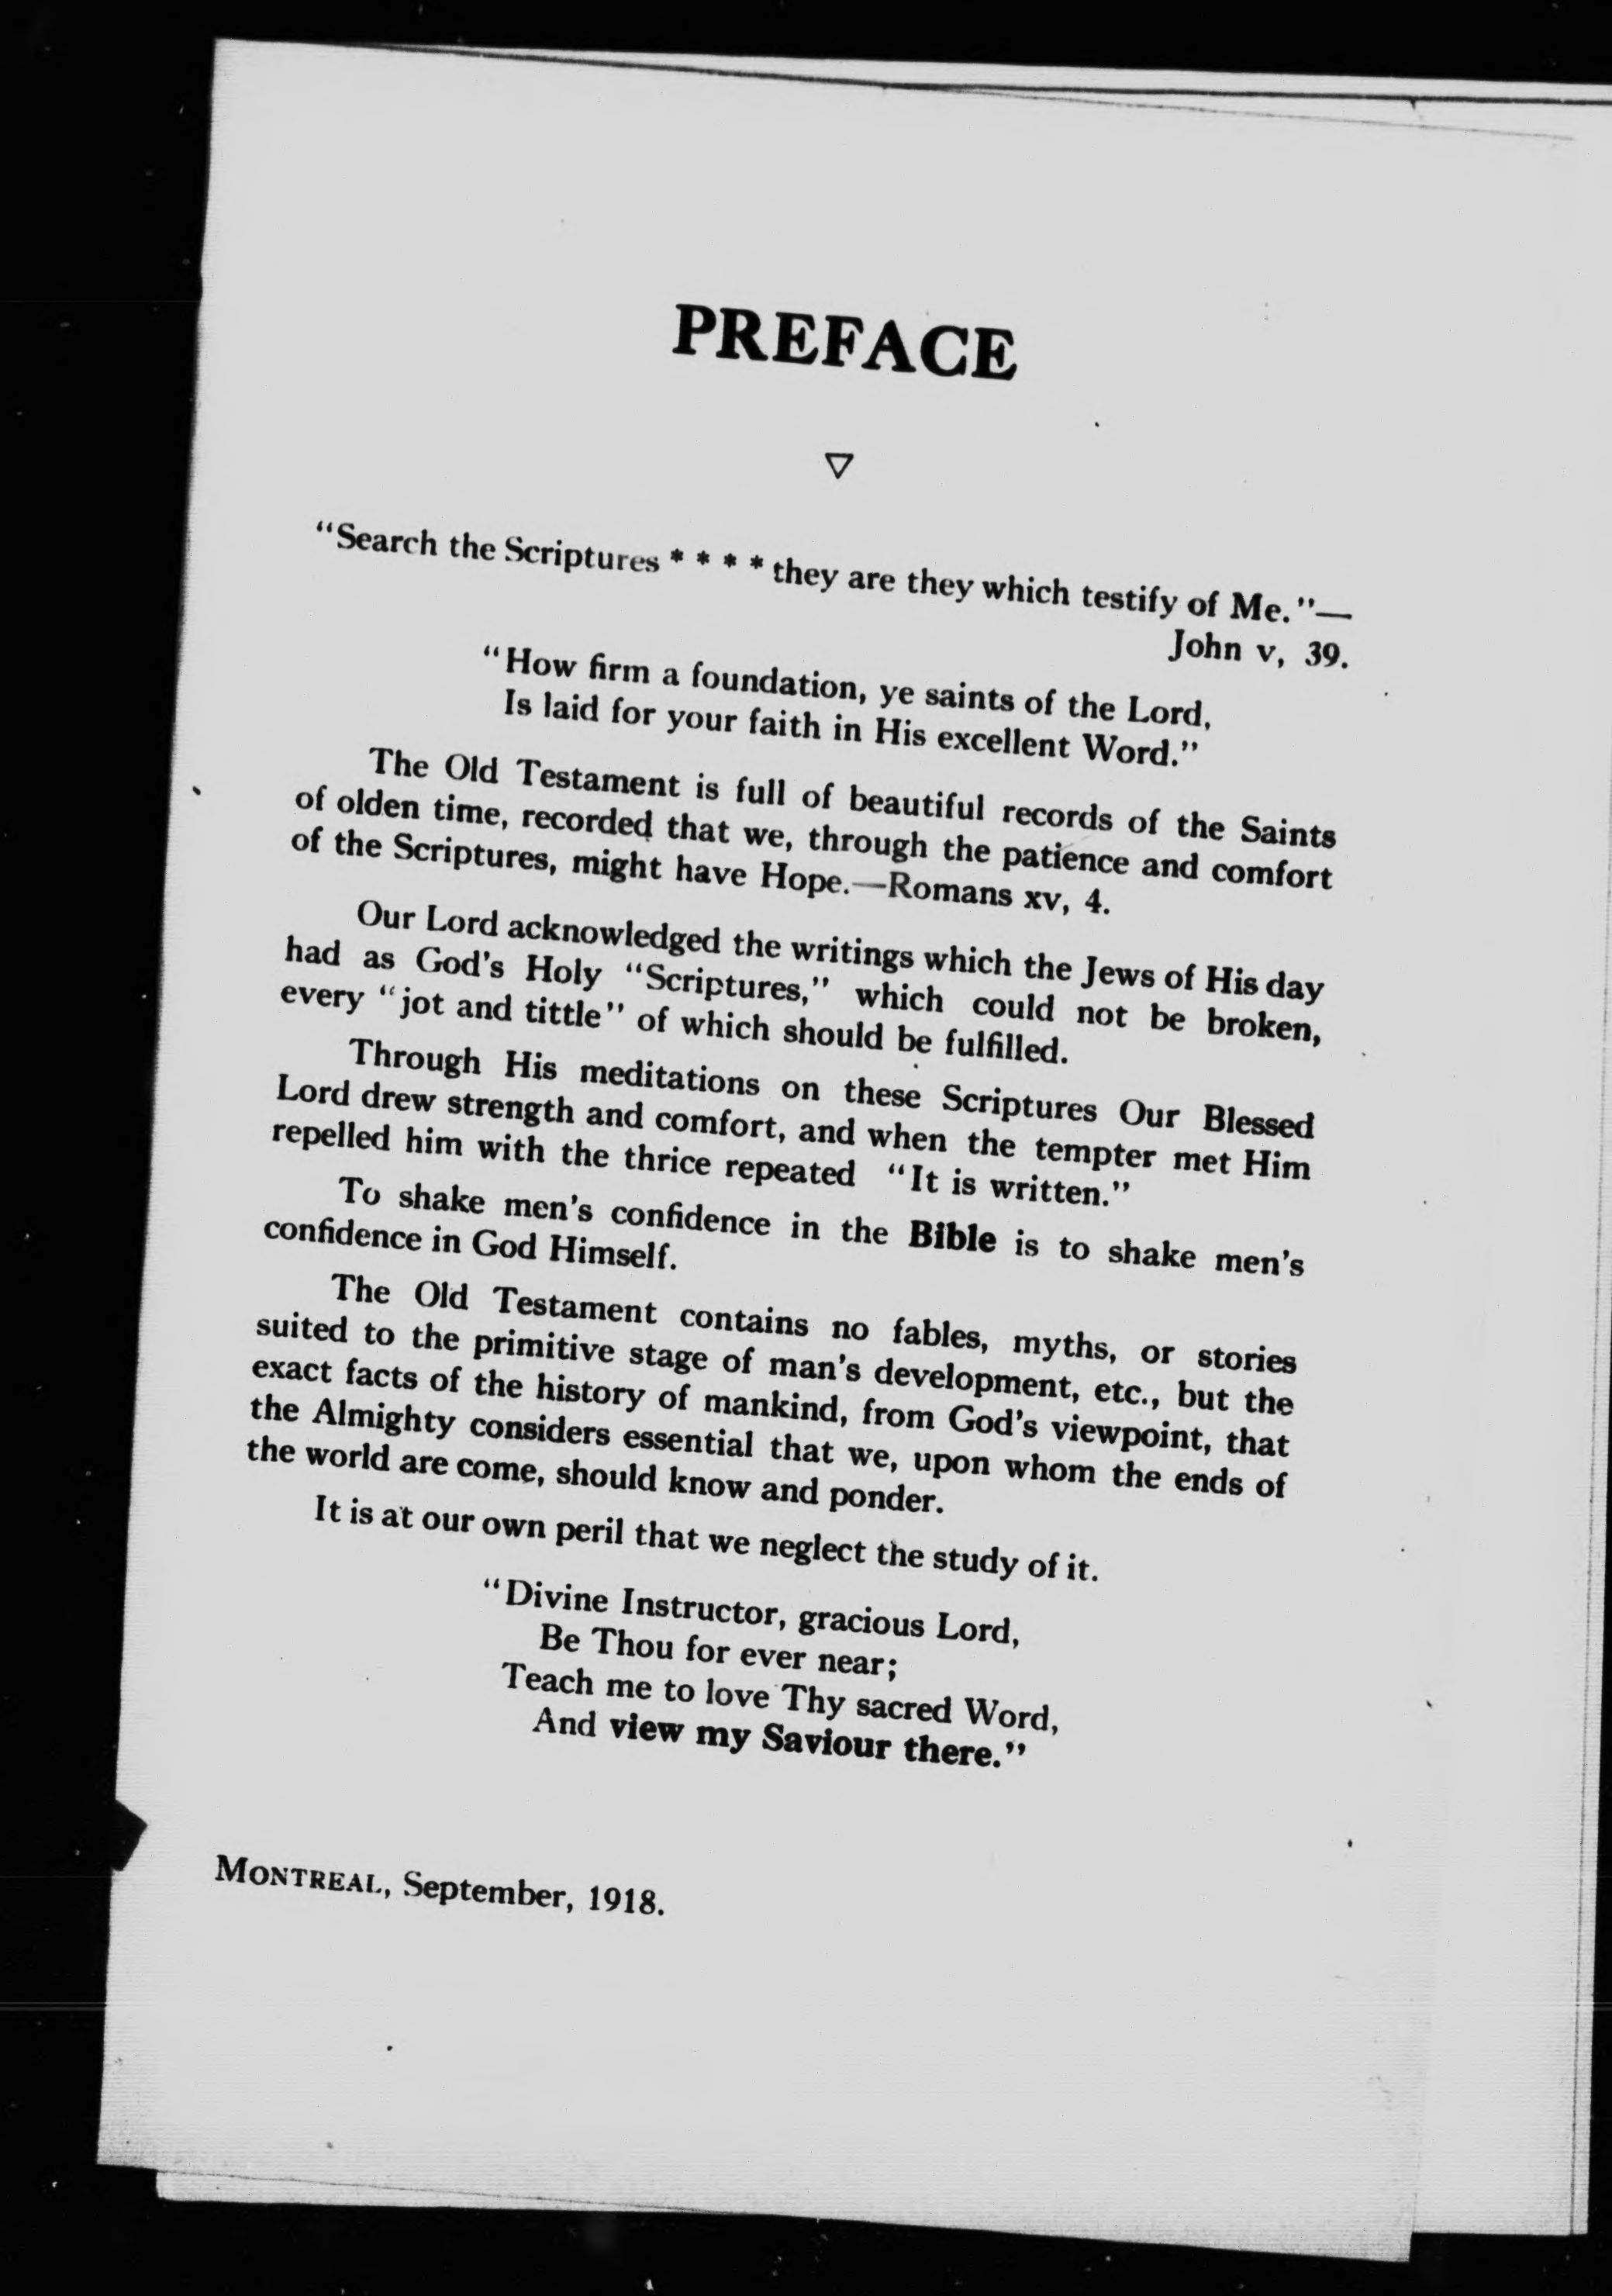 PREFACE
"Search the Scriptures * * * * they are they which testify of Me."—
John v, 39.
"How firm a foundation, ye saints of the Lord,
Is laid for your faith in His excellent Word."
The Old Testament is full of beautiful records of the Saints
of olden time, recorded that we, through the patience and comfort
of the Scriptures, might have Hope.—Romans xv, 4.
Our Lord acknowledged the writings which the Jews of His day
had as God's Holy "Scriptures," which could not be broken,
every "jot and tittle" of which should be fulfilled.
Through His meditations on these Scriptures Our Blessed
Lord drew strength and comfort, and when the tempter met Him
repelled him with the thrice repeated "It is written."
To shake men's confidence in the Bible is to shake men's
confidence in God Himself.
The Old Testament contains no fables, myths, or stories
suited to the primitive stage of man's development, etc., but the
exact facts of the history of mankind, from God's viewpoint, that
the Almighty considers essential that we, upon whom the ends of
the world are come, should know and ponder.
It is at our own peril that we neglect the study of it.
"Divine Instructor, gracious Lord,
Be Thou for ever near;
Teach me to love Thy sacred Word,
And view my Saviour there."
MONTREAL, September, 1918.